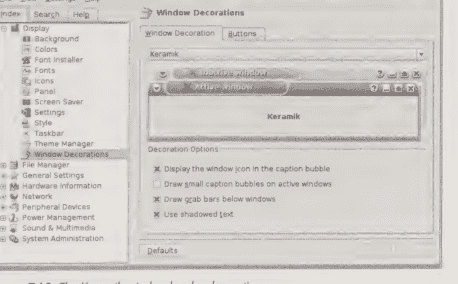 Index Search Help
Display
Background
Colors
Font Installer
Fonts
Icons
Panel
Screen Saver
Settings
Style
Taskbar
Theme Manager
Window Decorations
File Manager
General Settings
Hardware Information
Network
Peripheral Devices
Power Management
Sound & Multimedia
System Administration
Window Decorations
Window Decoration Buttons
Keramik
Inactive Window
Active Window
Keramik
Decoration Options
Display the window icon in the caption bubble
Draw small caption bubbles on active windows
Draw grab bars below windows
Use shadowed text
Defaults